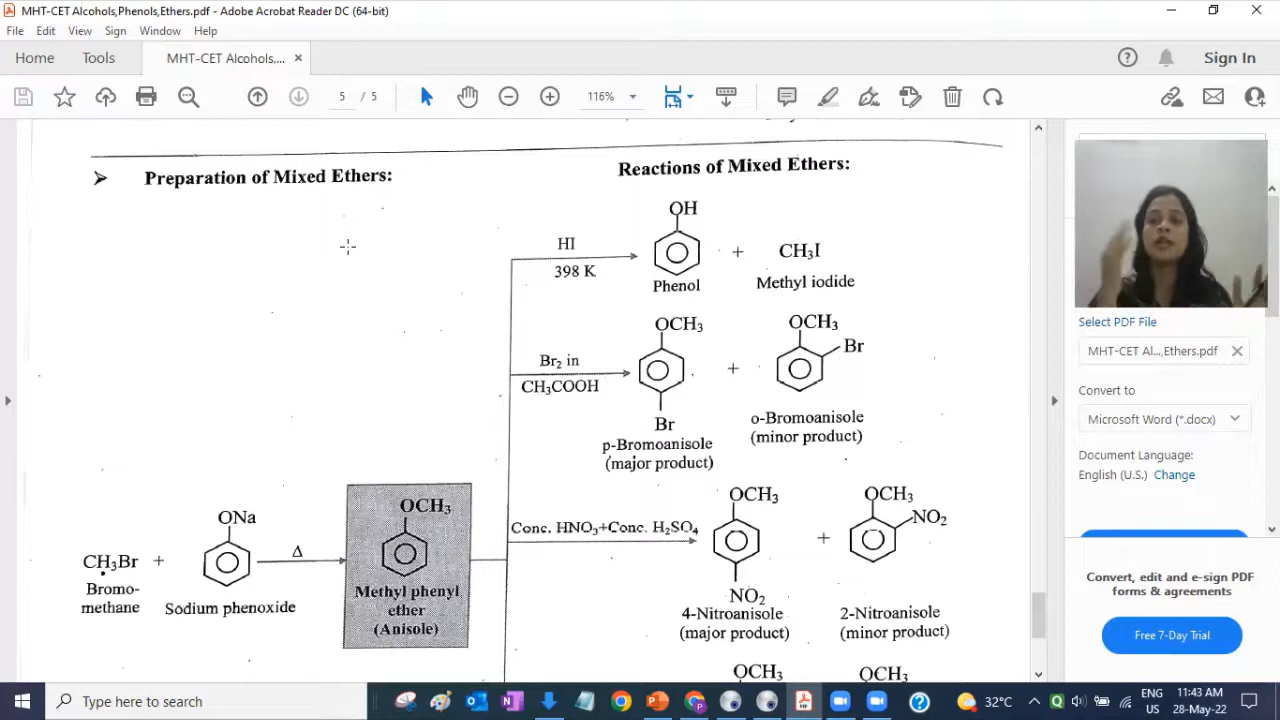 MHT-CET Alcohols,Phenols,Ethers.pdf - Adobe Acrobat Reader DC (64-bit)
File Edit View Sign Window Help
Home Tools MHT-CET Alcohols,... ×
Sign In
5 / 5
116%
Preparation of Mixed Ethers:
Reactions of Mixed Ethers:
OH
HI
398 K
+
CH₃I
Phenol
Methyl iodide
OCH₃
OCH₃
Br
Br₂ in
CH₃COOH
+
Br
p-Bromoanisole
(major product)
o-Bromoanisole
(minor product)
OCH₃
OCH₃
NO₂
Conc. HNO₃+Conc. H₂SO₄
+
NO₂
4-Nitroanisole
(major product)
2-Nitroanisole
(minor product)
ONa
CH₃Br +
Δ
Bromo-
methane
Sodium phenoxide
OCH₃
Methyl phenyl
ether
(Anisole)
OCH₃
OCH₃
Select PDF File
MHT-CET Al...,Ethers.pdf
Convert to
Microsoft Word (*.docx)
Document Language:
English (U.S.) Change
Convert, edit and e-sign PDF
forms & agreements
Free 7-Day Trial
Type here to search
32°C
ENG
US
11:43 AM
28-May-22